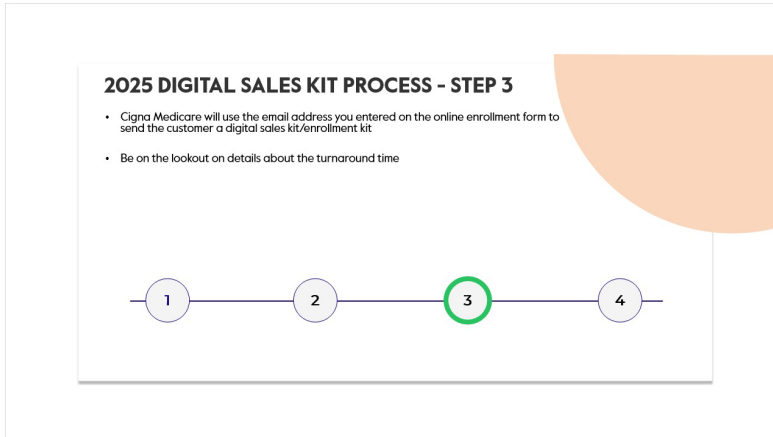 2025 DIGITAL SALES KIT PROCESS - STEP 3
• Cigna Medicare will use the email address you entered on the online enrollment form to
send the customer a digital sales kit/enrollment kit
• Be on the lookout on details about the turnaround time
1 2 3 4